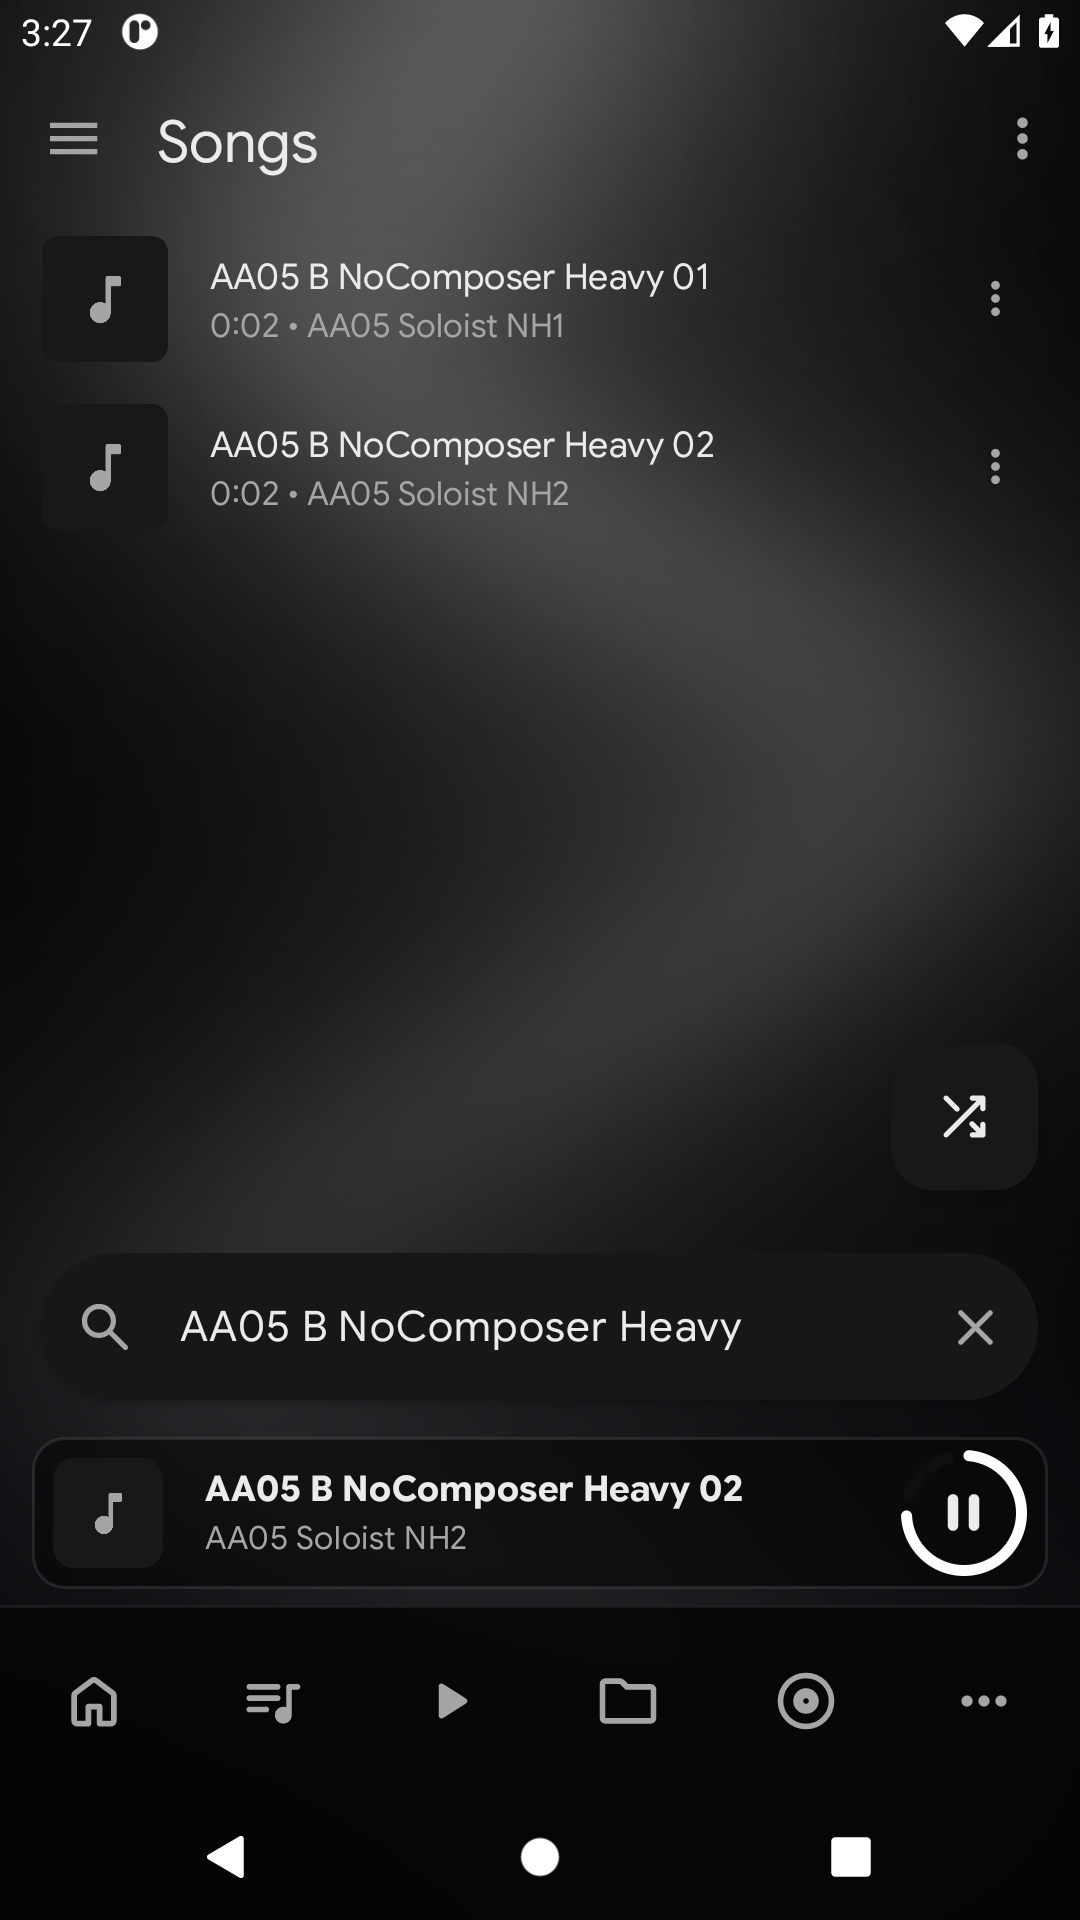 3:27
Songs
AA05 B NoComposer Heavy 01
0:02 • AA05 Soloist NH1
AA05 B NoComposer Heavy 02
0:02 • AA05 Soloist NH2
AA05 B NoComposer Heavy
AA05 B NoComposer Heavy 02
AA05 Soloist NH2